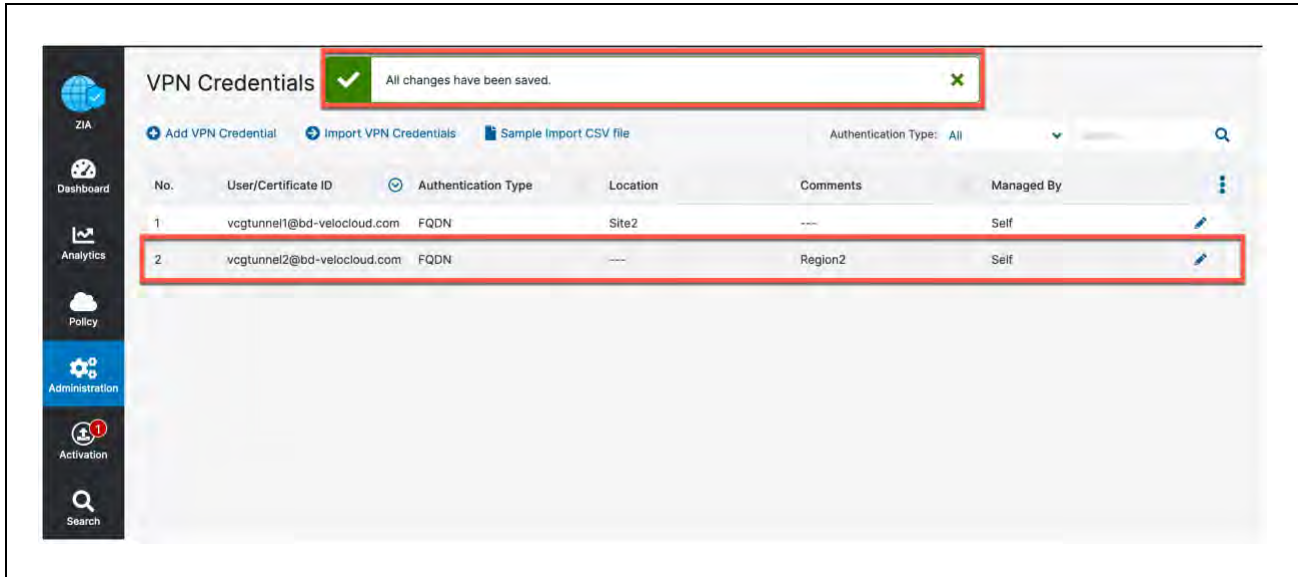 VPN Credentials
All changes have been saved.
ZIA
Add VPN Credential Import VPN Credentials Sample Import CSV file Authentication Type: All
Dashboard
No. User/Certificate ID Authentication Type Location Comments Managed By
1 vcgtunnel1@bd-velocloud.com FQDN Site2 --- Self
Analytics
2 vcgtunnel2@bd-velocloud.com FQDN --- Region2 Self
Policy
Administration
1
Activation
Search